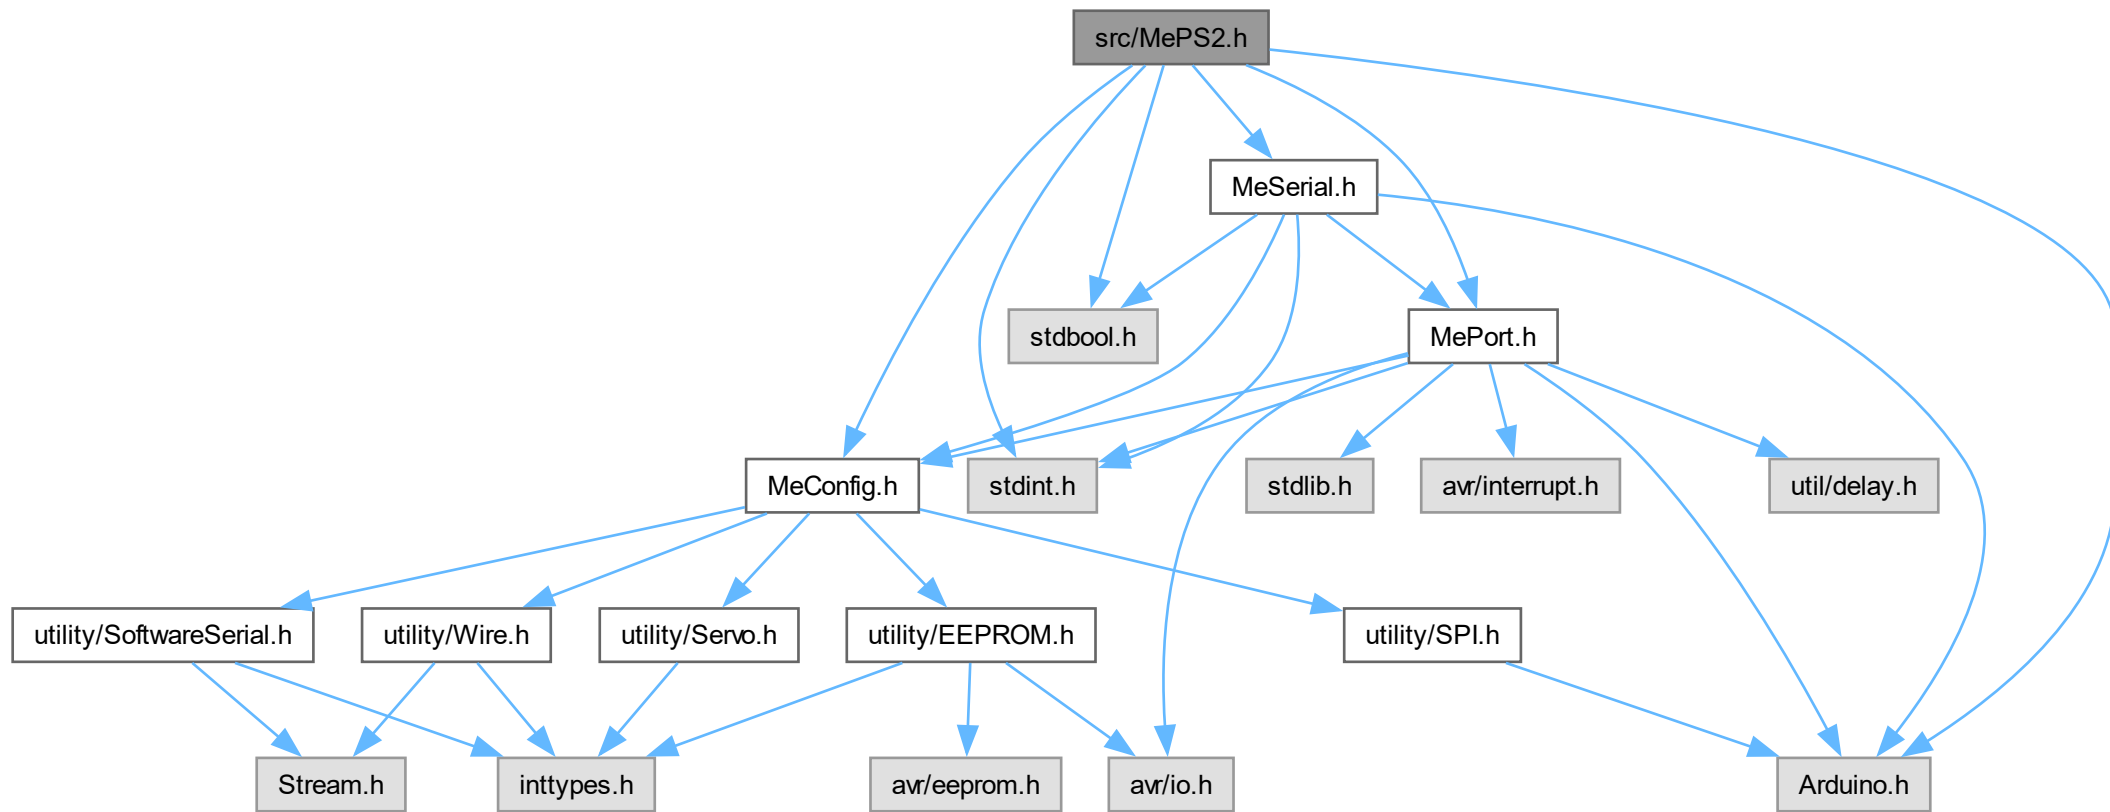 src/MePS2.h
MeSerial.h
stdbool.h
MePort.h
MeConfig.h
stdint.h
stdlib.h
avr/interrupt.h
util/delay.h
utility/SoftwareSerial.h
utility/Wire.h
utility/Servo.h
utility/EEPROM.h
utility/SPI.h
Stream.h
inttypes.h
avr/eeprom.h
avr/io.h
Arduino.h